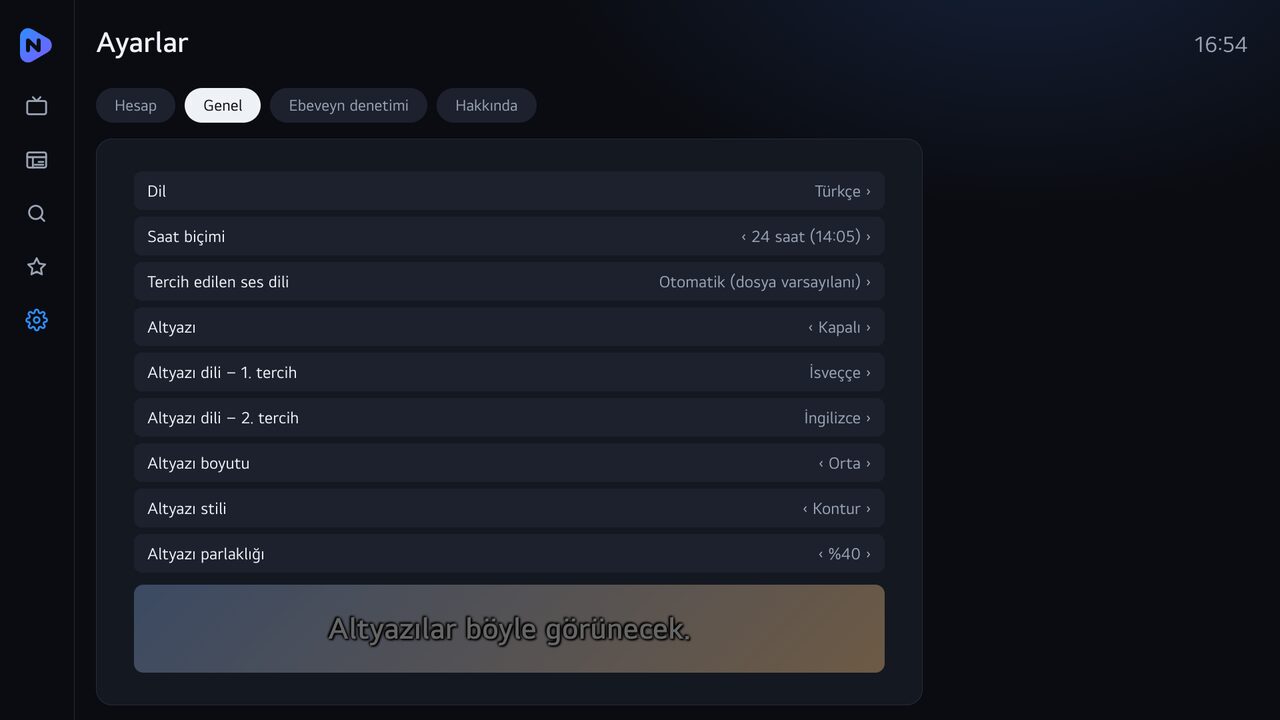 N
Ayarlar
16:54
Hesap
Genel
Ebeveyn denetimi
Hakkında
Dil
Türkçe ›
Saat biçimi
‹ 24 saat (14:05) ›
Tercih edilen ses dili
Otomatik (dosya varsayılanı) ›
Altyazı
‹ Kapalı ›
Altyazı dili – 1. tercih
İsveççe ›
Altyazı dili – 2. tercih
İngilizce ›
Altyazı boyutu
‹ Orta ›
Altyazı stili
‹ Kontur ›
Altyazı parlaklığı
‹ %40 ›
Altyazılar böyle görünecek.